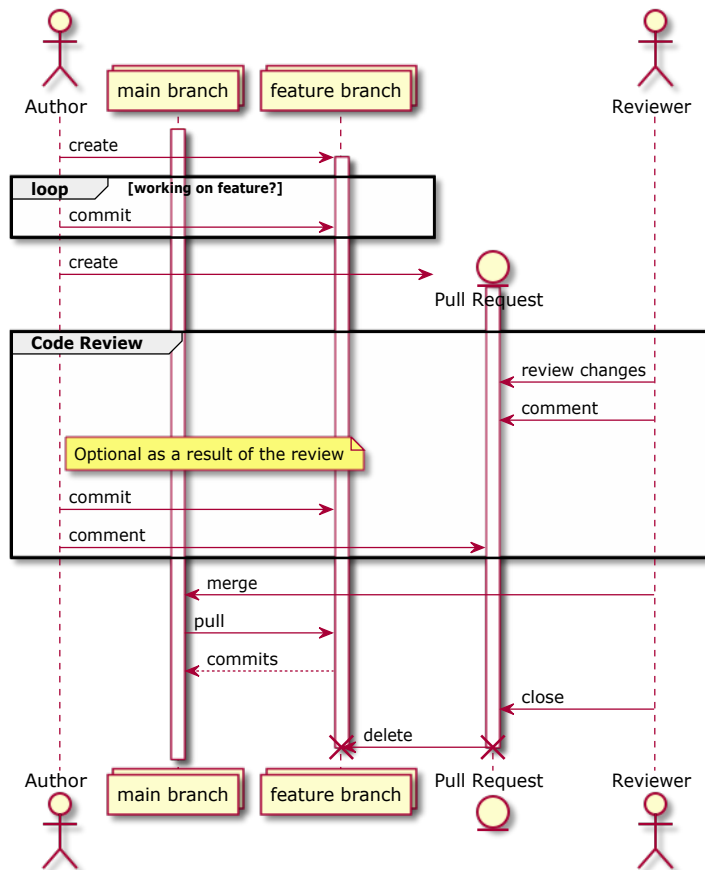 Author
main branch
feature branch
Reviewer
create
loop [working on feature?]
commit
create
Pull Request
Code Review
review changes
comment
Optional as a result of the review
commit
comment
merge
pull
commits
close
delete
Author
main branch
feature branch
Pull Request
Reviewer